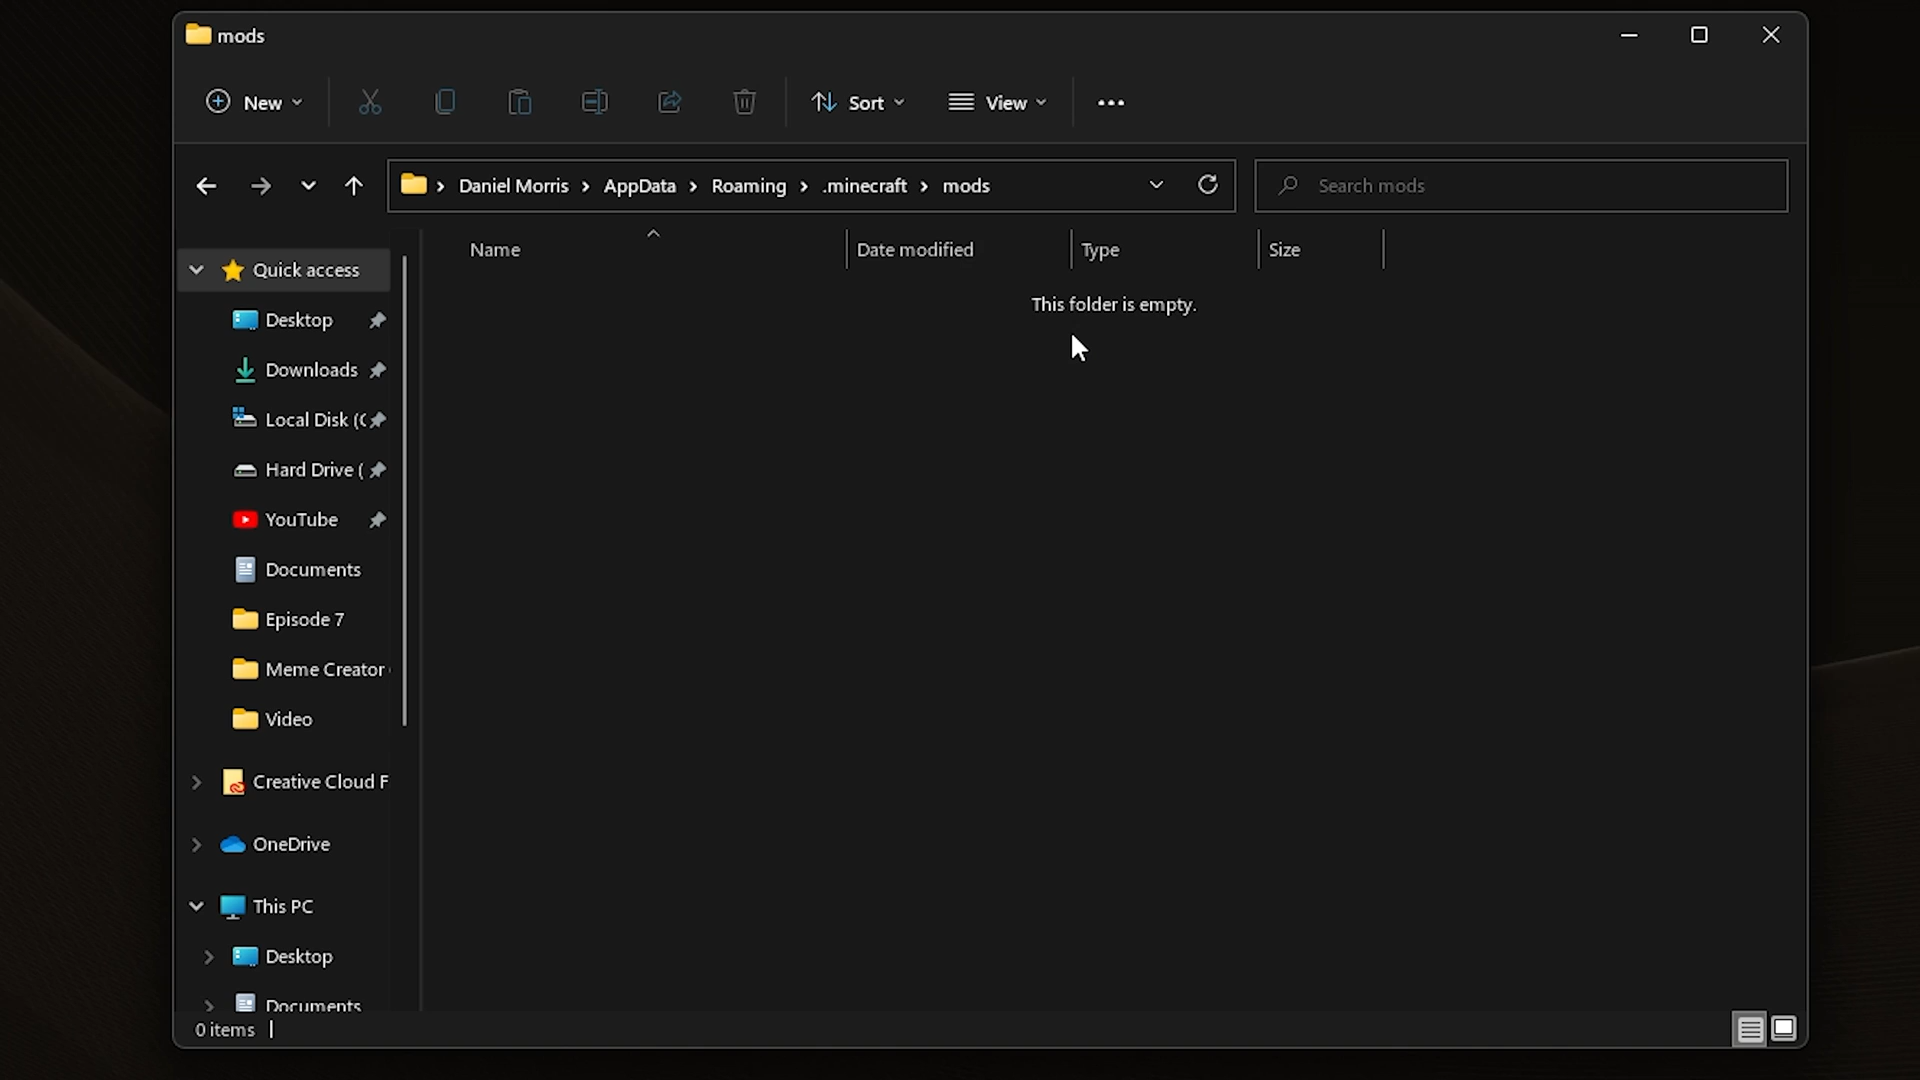 mods
New
Sort
View
Daniel Morris
AppData
Roaming
.minecraft
mods
Search mods
Name
Date modified
Type
Size
This folder is empty.
Quick access
Desktop
Downloads
Local Disk (
Hard Drive (
YouTube
Documents
Episode 7
Meme Creator
Video
Creative Cloud F
OneDrive
This PC
Desktop
Documents
0 items